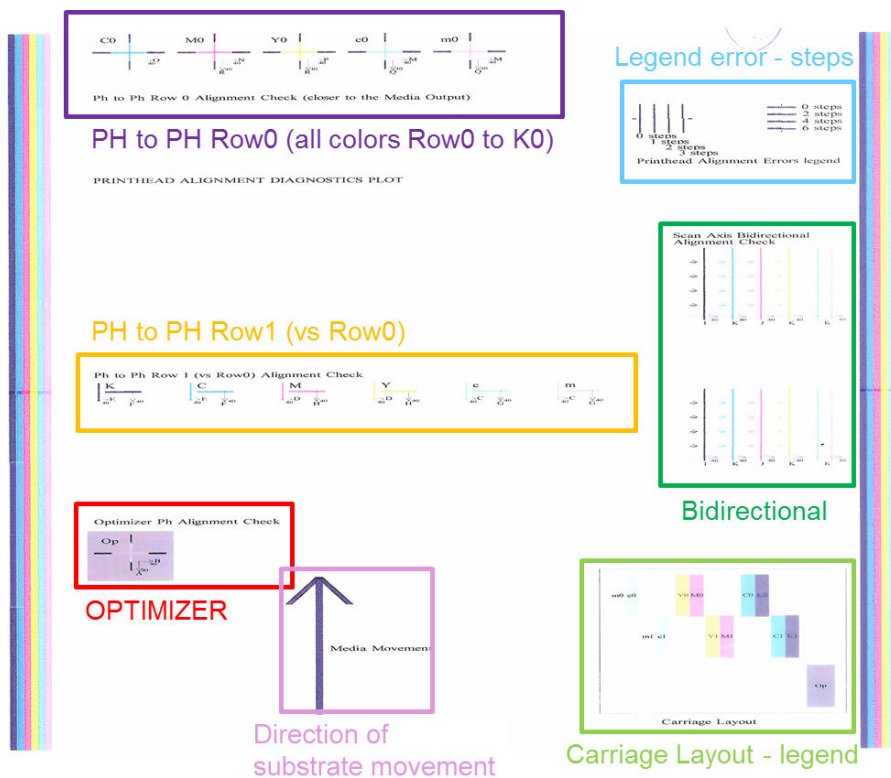 C0 M0 Y0 c0 m0
Ph to Ph Row 0 Alignment Check (closer to the Media Output)
PH to PH Row0 (all colors Row0 to K0)
PRINTHEAD ALIGNMENT DIAGNOSTICS PLOT
Legend error - steps
0 steps
1 steps
2 steps
3 steps
0 steps
2 steps
4 steps
6 steps
Printhead Alignment Errors legend
Scan Axis Bidirectional
Alignment Check
Bidirectional
PH to PH Row1 (vs Row0)
Ph to Ph Row 1 (vs Row0) Alignment Check
K C M Y c m
Optimizer Ph Alignment Check
Op
OPTIMIZER
Media Movement
Direction of
substrate movement
m0 c0 Y0 M0 C0 K0
m1 c1 Y1 M1 C1 K1
Op
Carriage Layout
Carriage Layout - legend